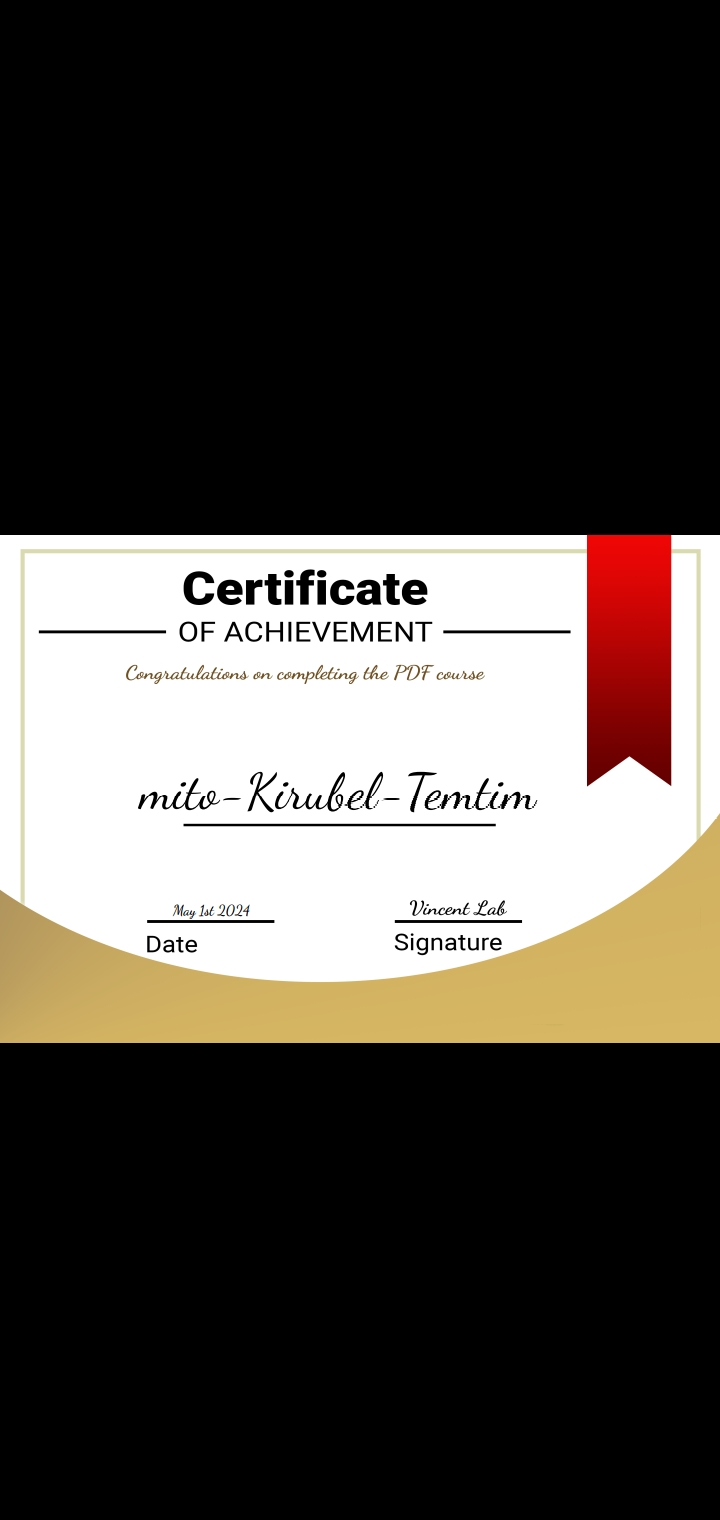 Certificate
OF ACHIEVEMENT
Congratulations on completing the PDF course
mito-Kirubel-Temtim
May 1st 2024
Vincent Lab
Date
Signature